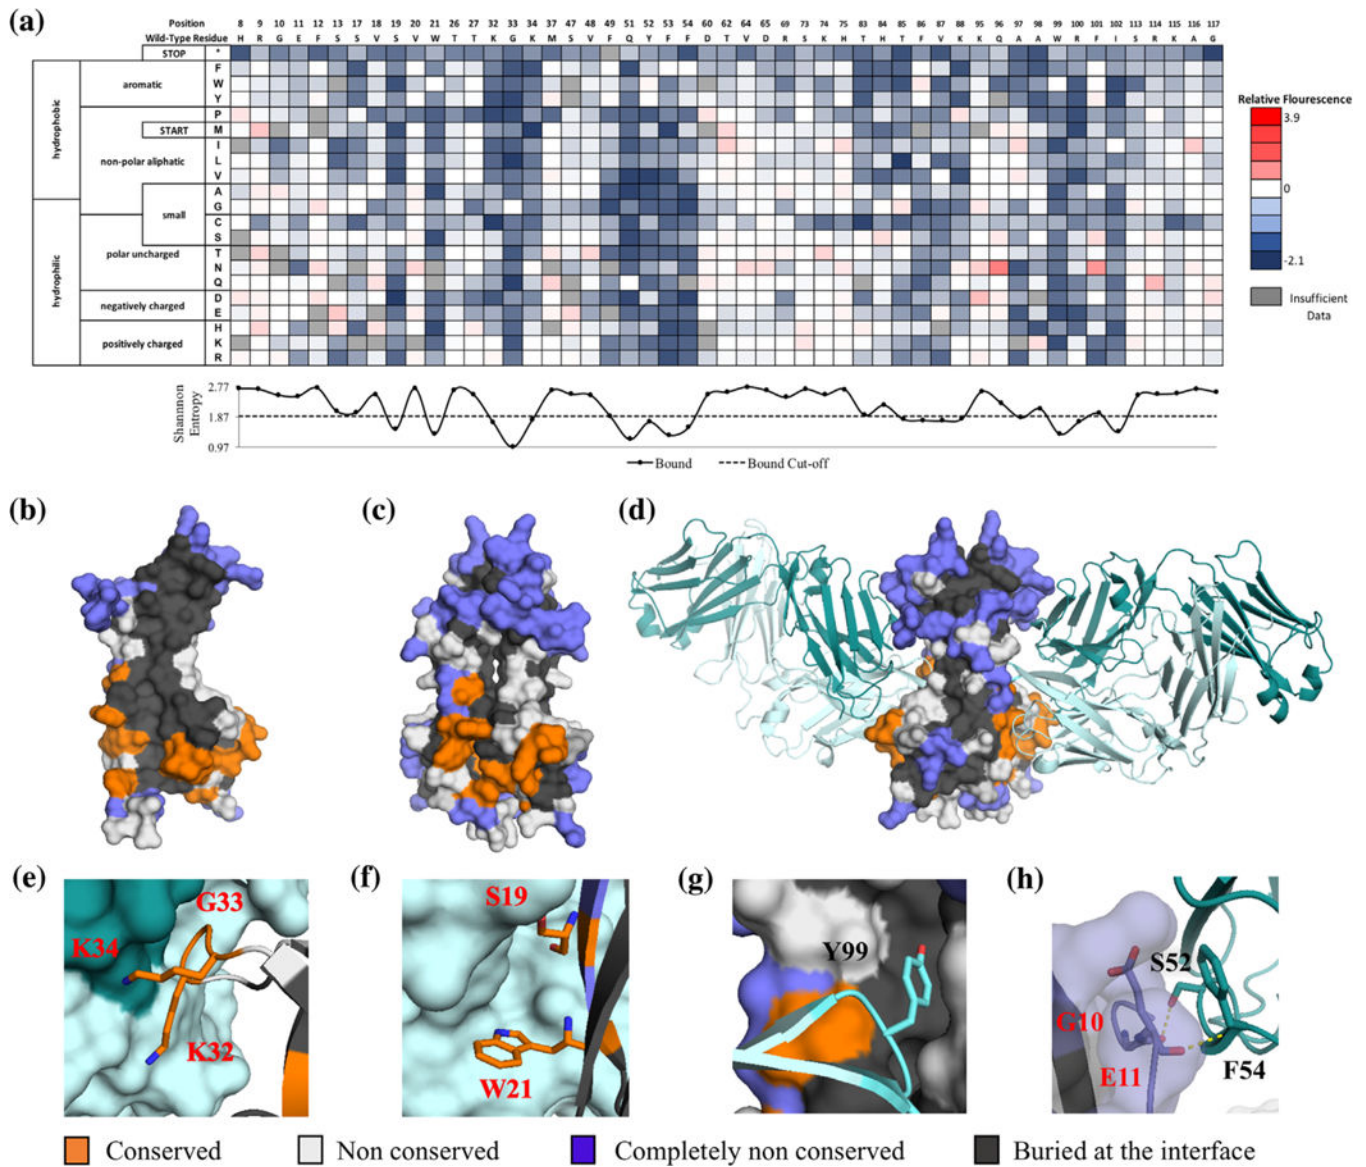 (a)
Position 8 9 10 11 12 13 17 18 19 20 21 26 27 32 33 34 37 47 48 49 51 52 53 54 60 62 64 65 69 73 74 75 83 84 85 86 87 88 95 96 97 98 99 100 101 102 113 114 115 116 117
Wild-Type Residue H R G E F S S V S V W T T K G K M S V F Q Y F F D T V D R S K H T H T F V K K Q A A W R F I S R K A G
STOP *
F
aromatic W
Y
P
START M
hydrophobic
I
non-polar aliphatic L
V
A
G
small
C
S
polar uncharged T
N
Q
hydrophilic
negatively charged D
E
H
positively charged K
R
Relative Flourescence
3.9
0
-2.1
Insufficient
Data
Shannon
Entropy
2.77
1.87
0.97
Bound Bound Cut-off
(b) (c) (d)
(e) (f) (g) (h)
G33
K34
K32
S19
W21
Y99
S52
G10
E11
F54
Conserved Non conserved Completely non conserved Buried at the interface